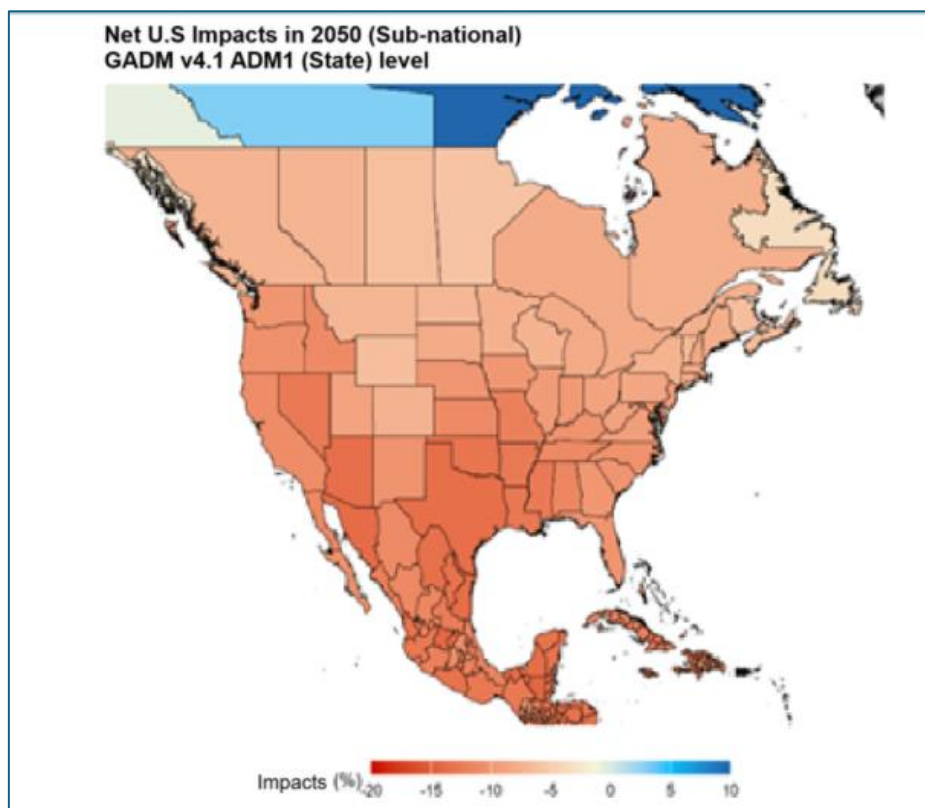 Net U.S Impacts in 2050 (Sub-national)
GADM v4.1 ADM1 (State) level
Impacts (%)
-20 -15 -10 -5 0 5 10